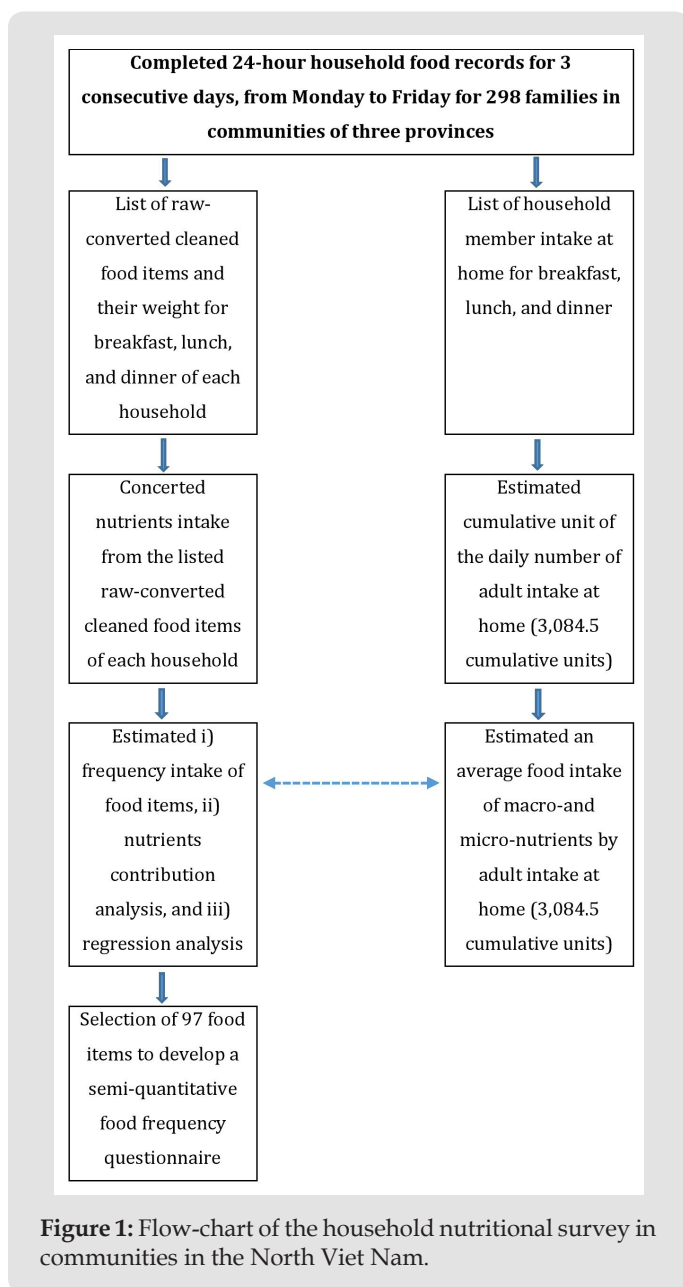 Completed 24-hour household food records for 3
consecutive days, from Monday to Friday for 298 families in
communities of three provinces
List of raw-
converted cleaned
food items and
their weight for
breakfast, lunch,
and dinner of each
household
List of household
member intake at
home for breakfast,
lunch, and dinner
Concerted
nutrients intake
from the listed
raw-converted
cleaned food items
of each household
Estimated
cumulative unit of
the daily number of
adult intake at
home (3,084.5
cumulative units)
Estimated i)
frequency intake of
food items, ii)
nutrients
contribution
analysis, and iii)
regression analysis
Estimated an
average food intake
of macro-and
micro-nutrients by
adult intake at
home (3,084.5
cumulative units)
Selection of 97 food
items to develop a
semi-quantitative
food frequency
questionnaire
Figure 1: Flow-chart of the household nutritional survey in
communities in the North Viet Nam.